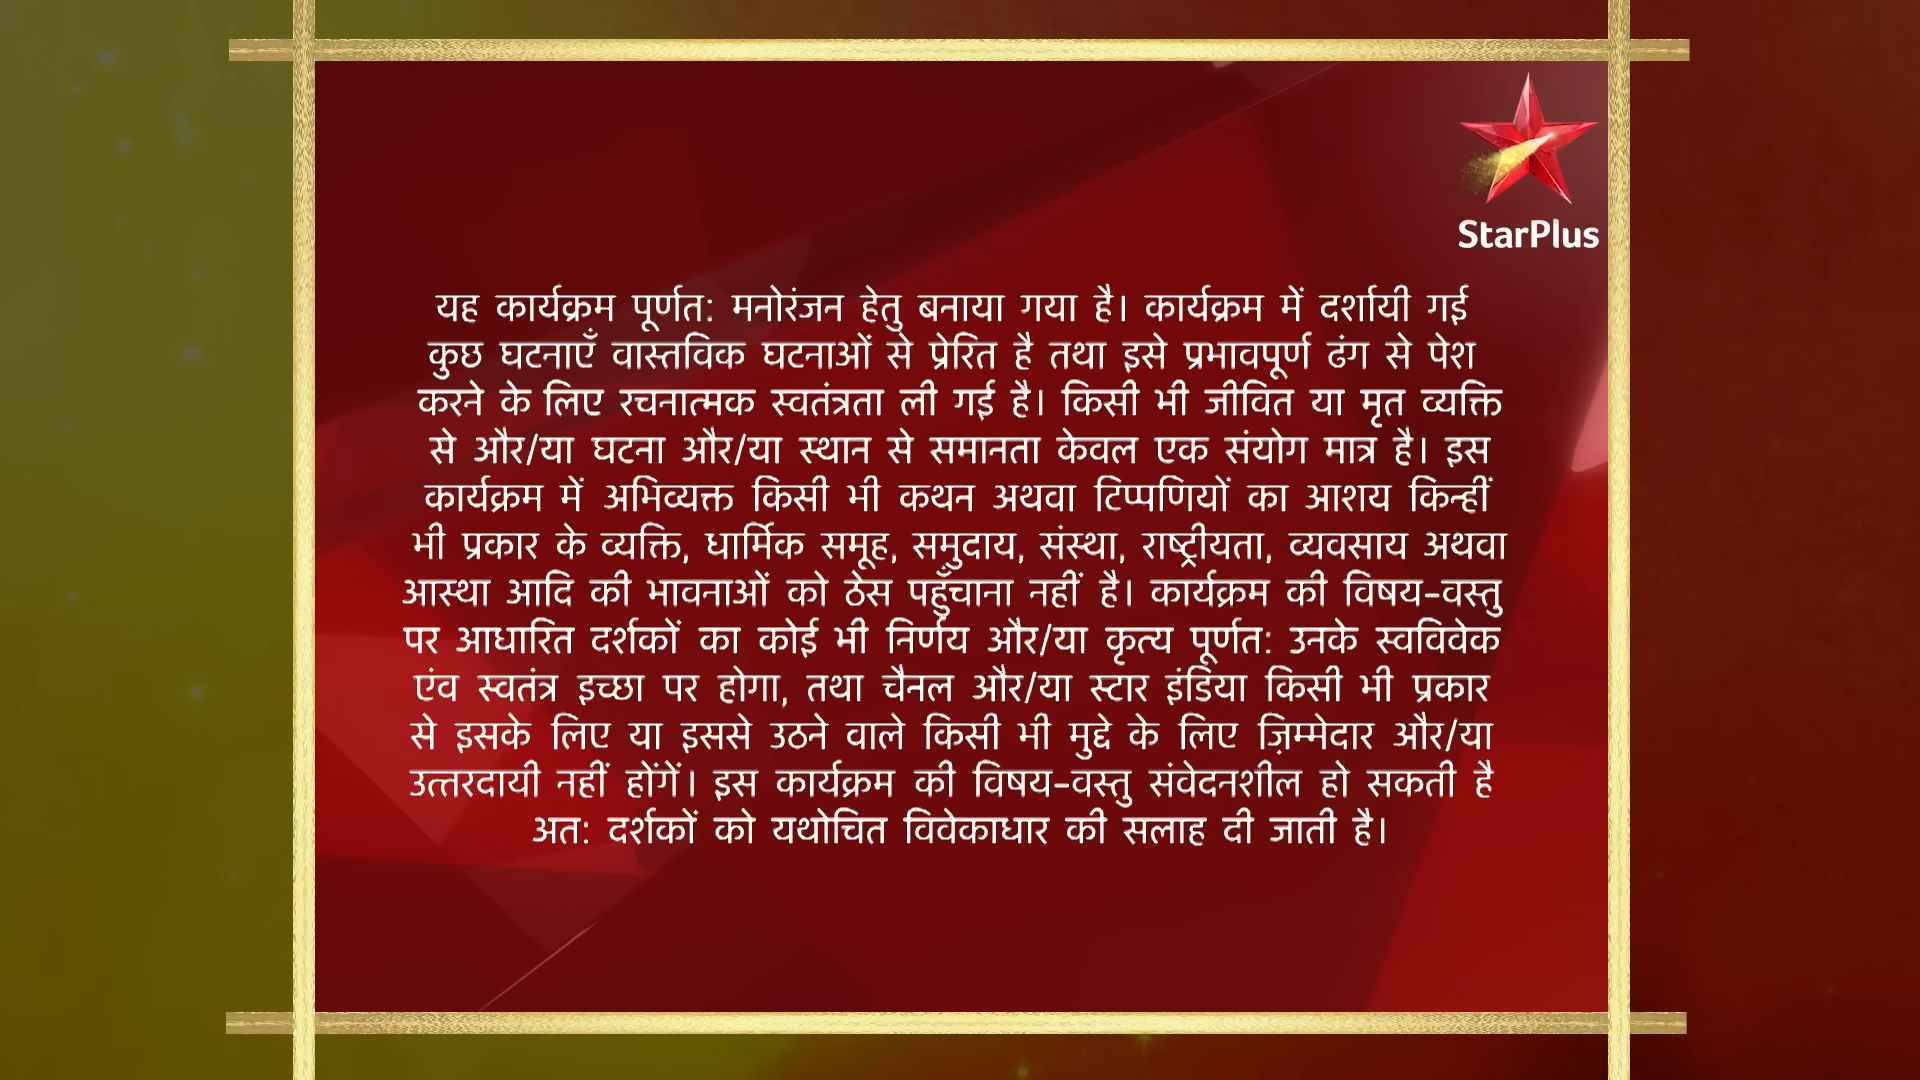 StarPlus
यह कार्यक्रम पूर्णत: मनोरंजन हेतु बनाया गया है। कार्यक्रम में दर्शायी गई
कुछ घटनाएँ वास्तविक घटनाओं से प्रेरित है तथा इसे प्रभावपूर्ण ढंग से पेश
करने के लिए रचनात्मक स्वतंत्रता ली गई है। किसी भी जीवित या मृत व्यक्ति
से और/या घटना और/या स्थान से समानता केवल एक संयोग मात्र है। इस
कार्यक्रम में अभिव्यक्त किसी भी कथन अथवा टिप्पणियों का आशय किन्हीं
भी प्रकार के व्यक्ति, धार्मिक समूह, समुदाय, संस्था, राष्ट्रीयता, व्यवसाय अथवा
आस्था आदि की भावनाओं को ठेस पहुँचाना नहीं है। कार्यक्रम की विषय-वस्तु
पर आधारित दर्शकों का कोई भी निर्णय और/या कृत्य पूर्णत: उनके स्वविवेक
एंव स्वतंत्र इच्छा पर होगा, तथा चैनल और/या स्टार इंडिया किसी भी प्रकार
से इसके लिए या इससे उठने वाले किसी भी मुद्दे के लिए ज़िम्मेदार और/या
उत्तरदायी नहीं होंगें। इस कार्यक्रम की विषय-वस्तु संवेदनशील हो सकती है
अत: दर्शकों को यथोचित विवेकाधार की सलाह दी जाती है।